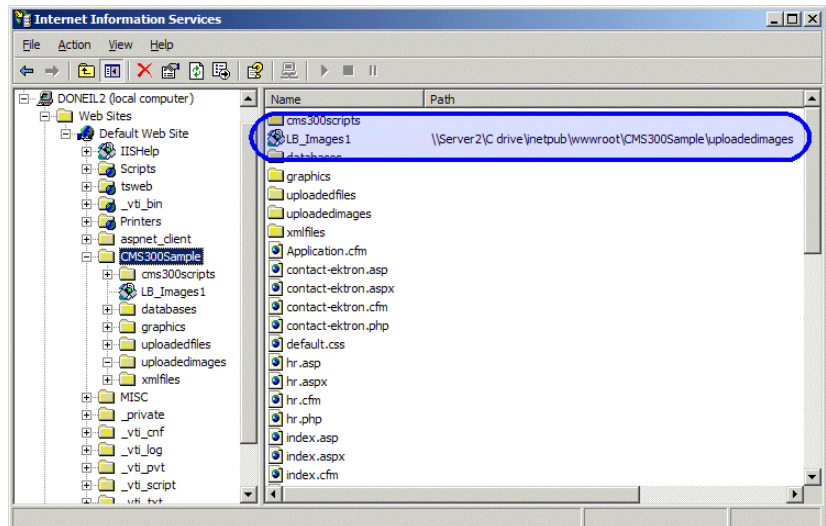 Internet Information Services
File Action View Help
DONEIL2 (local computer)
Web Sites
Default Web Site
IISHelp
Scripts
tsweb
_vti_bin
Printers
aspnet_client
CMS300Sample
cms300scripts
LB_Images1
databases
graphics
uploadedfiles
uploadedimages
xmlfiles
MISC
_private
_vti_cnf
_vti_log
_vti_pvt
_vti_script
_vti_txt
Name Path
cms300scripts
LB_Images1 \\Server2\C drive\inetpub\wwwroot\CMS300Sample\uploadedimages
databases
graphics
uploadedfiles
uploadedimages
xmlfiles
Application.cfm
contact-ektron.asp
contact-ektron.aspx
contact-ektron.cfm
contact-ektron.php
default.css
hr.asp
hr.aspx
hr.cfm
hr.php
index.asp
index.aspx
index.cfm